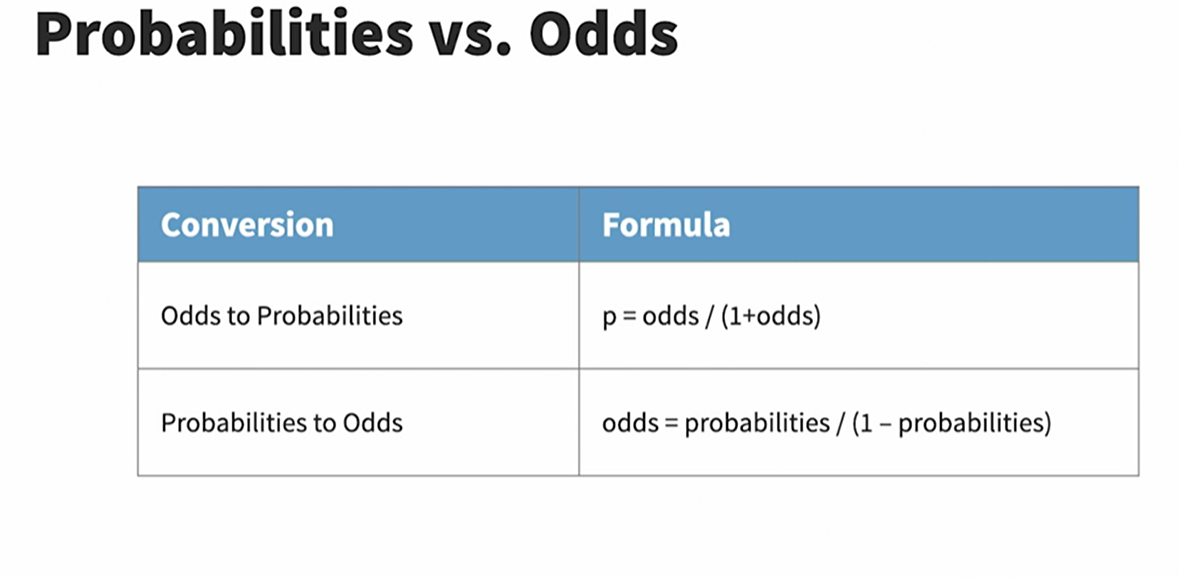 Probabilities vs. Odds
Conversion
Formula
Odds to Probabilities
p = odds / (1+odds)
Probabilities to Odds
odds = probabilities / (1 – probabilities)